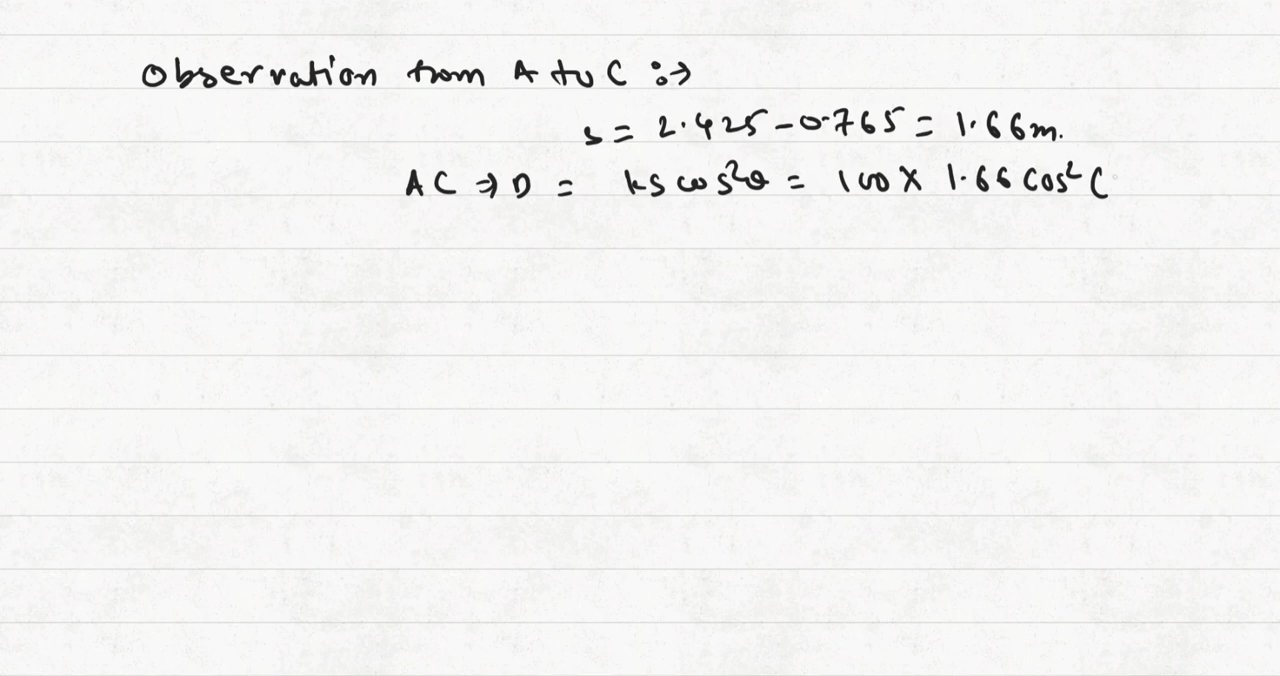 Observation from A to C :→
s = 2.425 - 0.765 = 1.66m.
AC ⇒ D = ks cos²θ = 100 × 1.66 cos² (